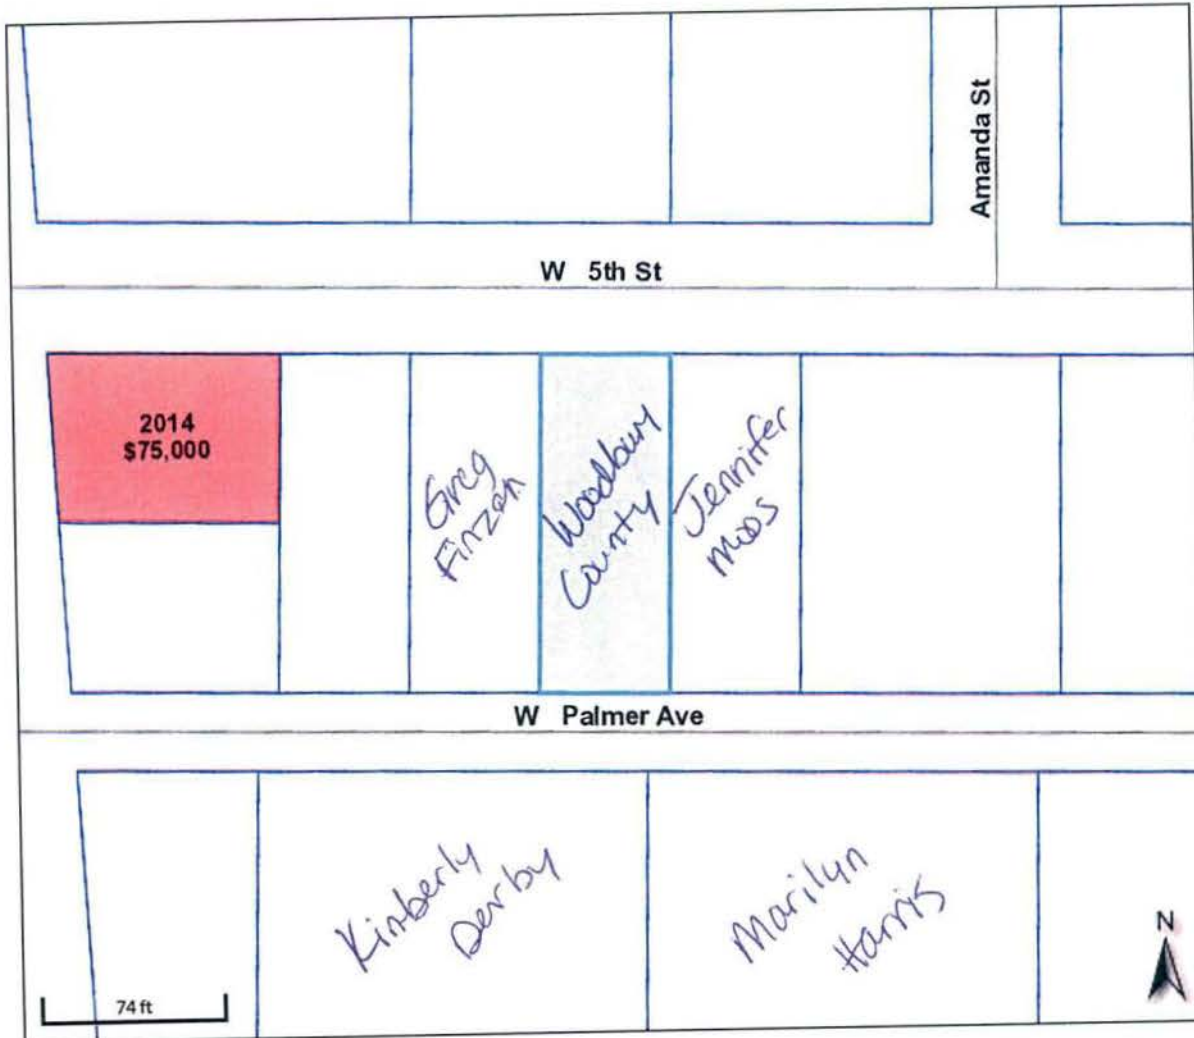 Amanda St
W 5th St
2014
$75,000
Greg
Finzen
Woodbury
County
Jennifer
Moos
W Palmer Ave
Kimberly
Derby
Marilyn
Harris
N
74 ft